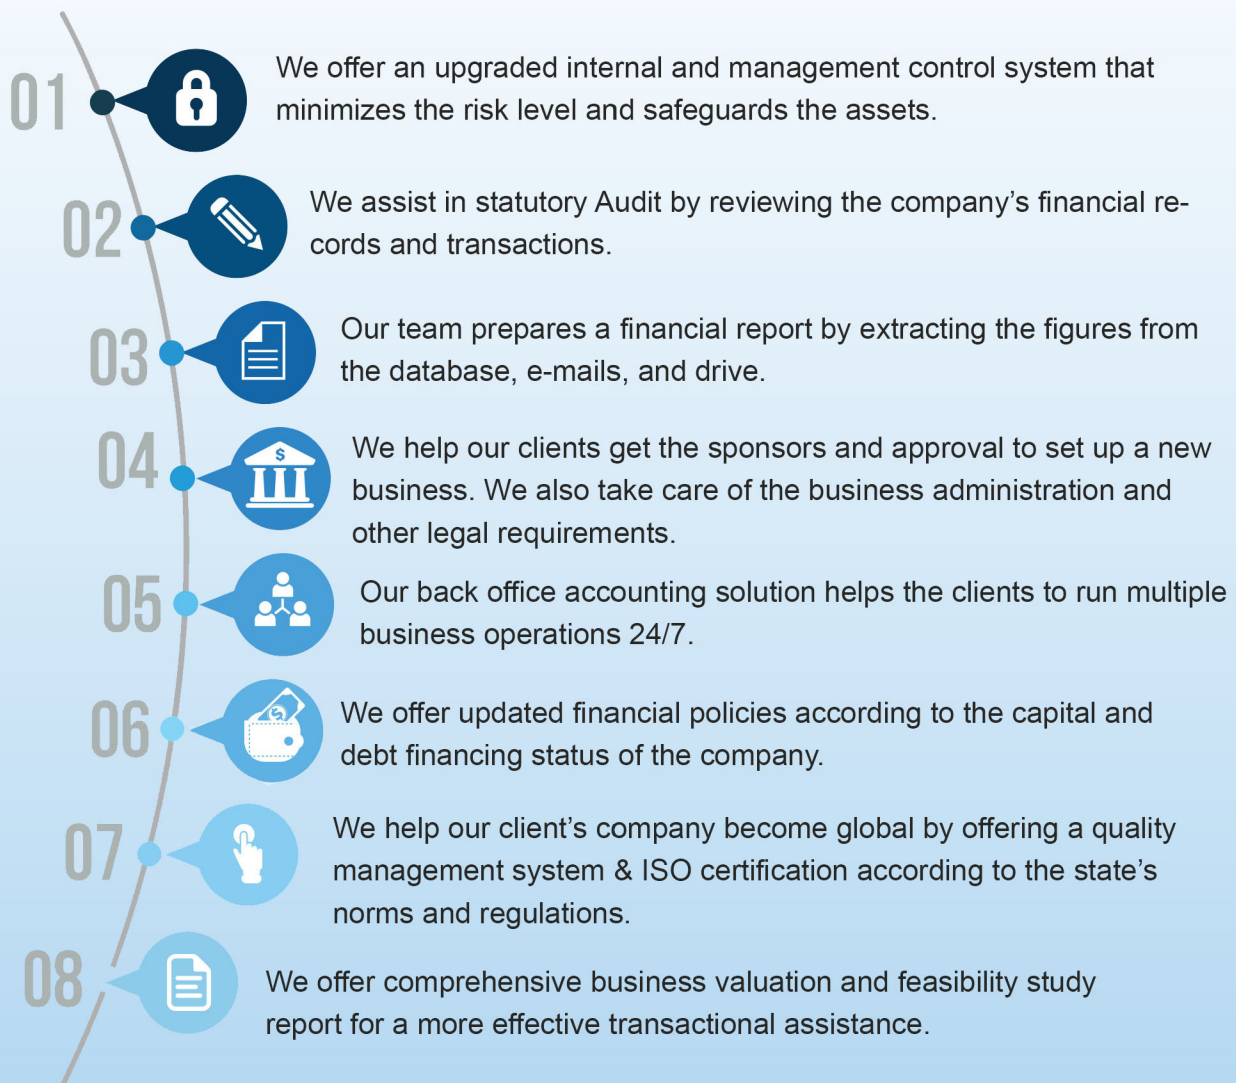 01
We offer an upgraded internal and management control system that
minimizes the risk level and safeguards the assets.
02
We assist in statutory Audit by reviewing the company’s financial re-
cords and transactions.
03
Our team prepares a financial report by extracting the figures from
the database, e-mails, and drive.
04
$
We help our clients get the sponsors and approval to set up a new
business. We also take care of the business administration and
other legal requirements.
05
Our back office accounting solution helps the clients to run multiple
business operations 24/7.
06
$
We offer updated financial policies according to the capital and
debt financing status of the company.
07
We help our client’s company become global by offering a quality
management system & ISO certification according to the state’s
norms and regulations.
08
We offer comprehensive business valuation and feasibility study
report for a more effective transactional assistance.